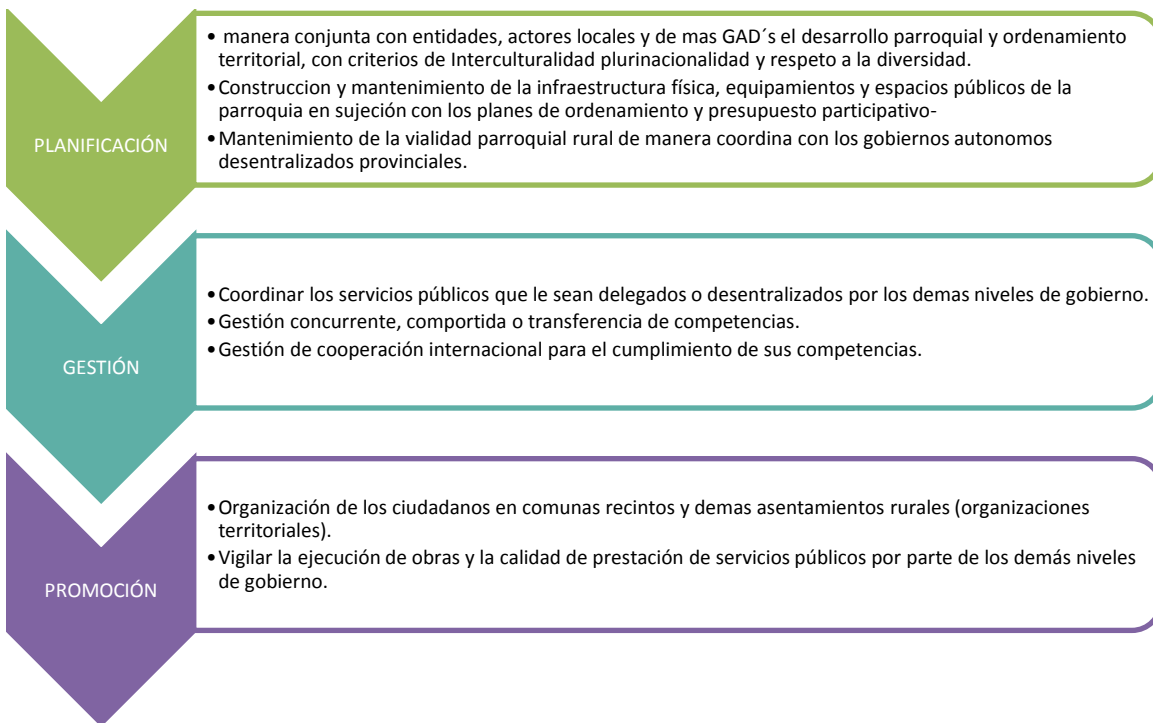 PLANIFICACIÓN
• manera conjunta con entidades, actores locales y de mas GAD´s el desarrollo parroquial y ordenamiento
territorial, con criterios de Interculturalidad plurinacionalidad y respeto a la diversidad.
•Construccion y mantenimiento de la infraestructura física, equipamientos y espacios públicos de la
parroquia en sujeción con los planes de ordenamiento y presupuesto participativo-
•Mantenimiento de la vialidad parroquial rural de manera coordina con los gobiernos autonomos
desentralizados provinciales.
GESTIÓN
•Coordinar los servicios públicos que le sean delegados o desentralizados por los demas niveles de gobierno.
•Gestión concurrente, comportida o transferencia de competencias.
•Gestión de cooperación internacional para el cumplimiento de sus competencias.
PROMOCIÓN
•Organización de los ciudadanos en comunas recintos y demas asentamientos rurales (organizaciones
territoriales).
•Vigilar la ejecución de obras y la calidad de prestación de servicios públicos por parte de los demás niveles
de gobierno.